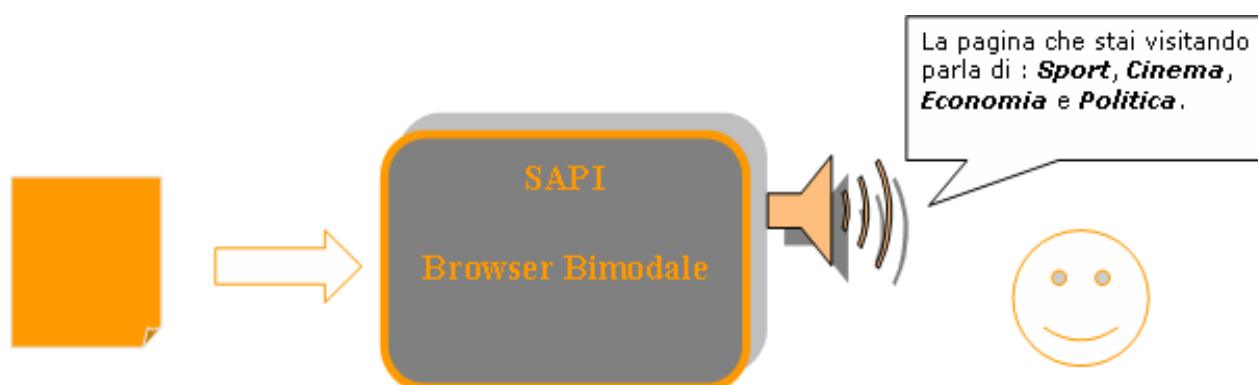 La pagina che stai visitando
parla di : Sport, Cinema,
Economia e Politica.
SAPI
Browser Bimodale